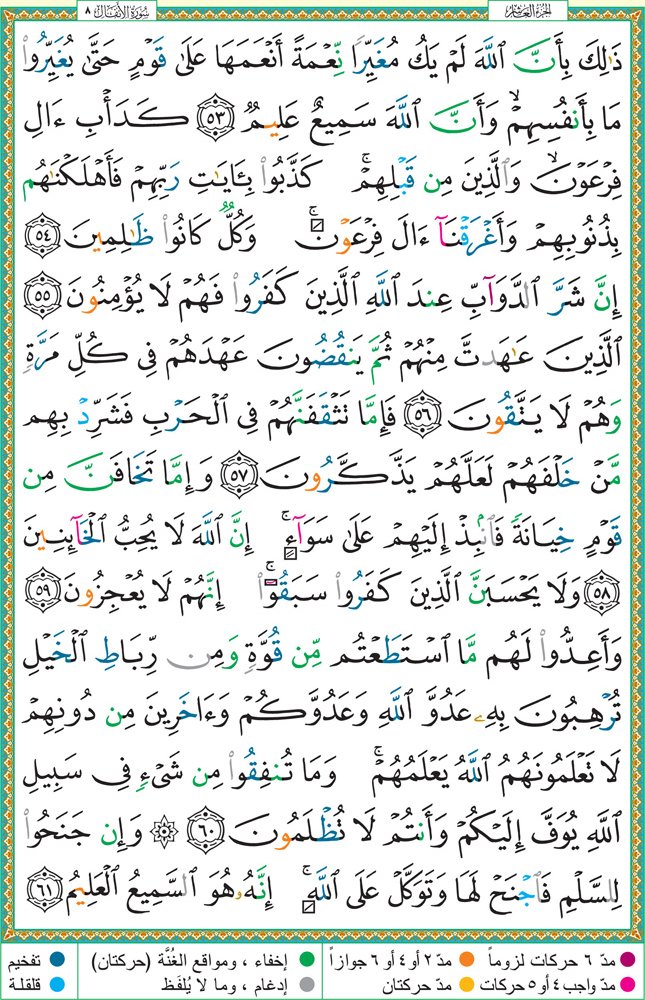 الجزء العاشر
سورة الأنفال ٨
ذَٰلِكَ بِأَنَّ ٱللَّهَ لَمْ يَكُ مُغَيِّرًا نِّعْمَةً أَنْعَمَهَا عَلَىٰ قَوْمٍ حَتَّىٰ يُغَيِّرُوا۟
مَا بِأَنفُسِهِمْ ۙ وَأَنَّ ٱللَّهَ سَمِيعٌ عَلِيمٌ ٥٣ كَدَأْبِ ءَالِ
فِرْعَوْنَ ۙ وَٱلَّذِينَ مِن قَبْلِهِمْ ۚ كَذَّبُوا۟ بِـَٔايَٰتِ رَبِّهِمْ فَأَهْلَكْنَٰهُم
بِذُنُوبِهِمْ وَأَغْرَقْنَآ ءَالَ فِرْعَوْنَ ۚ وَكُلٌّ كَانُوا۟ ظَٰلِمِينَ ٥٤
إِنَّ شَرَّ ٱلدَّوَآبِّ عِندَ ٱللَّهِ ٱلَّذِينَ كَفَرُوا۟ فَهُمْ لَا يُؤْمِنُونَ ٥٥
ٱلَّذِينَ عَٰهَدتَّ مِنْهُمْ ثُمَّ يَنقُضُونَ عَهْدَهُمْ فِى كُلِّ مَرَّةٍ
وَهُمْ لَا يَتَّقُونَ ٥٦ فَإِمَّا تَثْقَفَنَّهُمْ فِى ٱلْحَرْبِ فَشَرِّدْ بِهِم
مَّنْ خَلْفَهُمْ لَعَلَّهُمْ يَذَّكَّرُونَ ٥٧ وَإِمَّا تَخَافَنَّ مِن
قَوْمٍ خِيَانَةً فَٱنۢبِذْ إِلَيْهِمْ عَلَىٰ سَوَآءٍ ۚ إِنَّ ٱللَّهَ لَا يُحِبُّ ٱلْخَآئِنِينَ
٥٨ وَلَا يَحْسَبَنَّ ٱلَّذِينَ كَفَرُوا۟ سَبَقُوٓا۟ ۚ إِنَّهُمْ لَا يُعْجِزُونَ ٥٩
وَأَعِدُّوا۟ لَهُم مَّا ٱسْتَطَعْتُم مِّن قُوَّةٍ وَمِن رِّبَاطِ ٱلْخَيْلِ
تُرْهِبُونَ بِهِۦ عَدُوَّ ٱللَّهِ وَعَدُوَّكُمْ وَءَاخَرِينَ مِن دُونِهِمْ
لَا تَعْلَمُونَهُمُ ٱللَّهُ يَعْلَمُهُمْ ۚ وَمَا تُنفِقُوا۟ مِن شَىْءٍ فِى سَبِيلِ
ٱللَّهِ يُوَفَّ إِلَيْكُمْ وَأَنتُمْ لَا تُظْلَمُونَ ٦٠ ۞ وَإِن جَنَحُوا۟
لِلسَّلْمِ فَٱجْنَحْ لَهَا وَتَوَكَّلْ عَلَى ٱللَّهِ ۚ إِنَّهُۥ هُوَ ٱلسَّمِيعُ ٱلْعَلِيمُ ٦١
مدّ ٦ حركات لزوماً مدّ ٢ أو ٤ أو ٦ جوازاً إخفاء ، ومواقع الغُنَّة (حركتان) تفخيم
مدّ واجب ٤ أو ٥ حركات مدّ حركتان إدغام ، وما لا يُلفَظ قلقلة